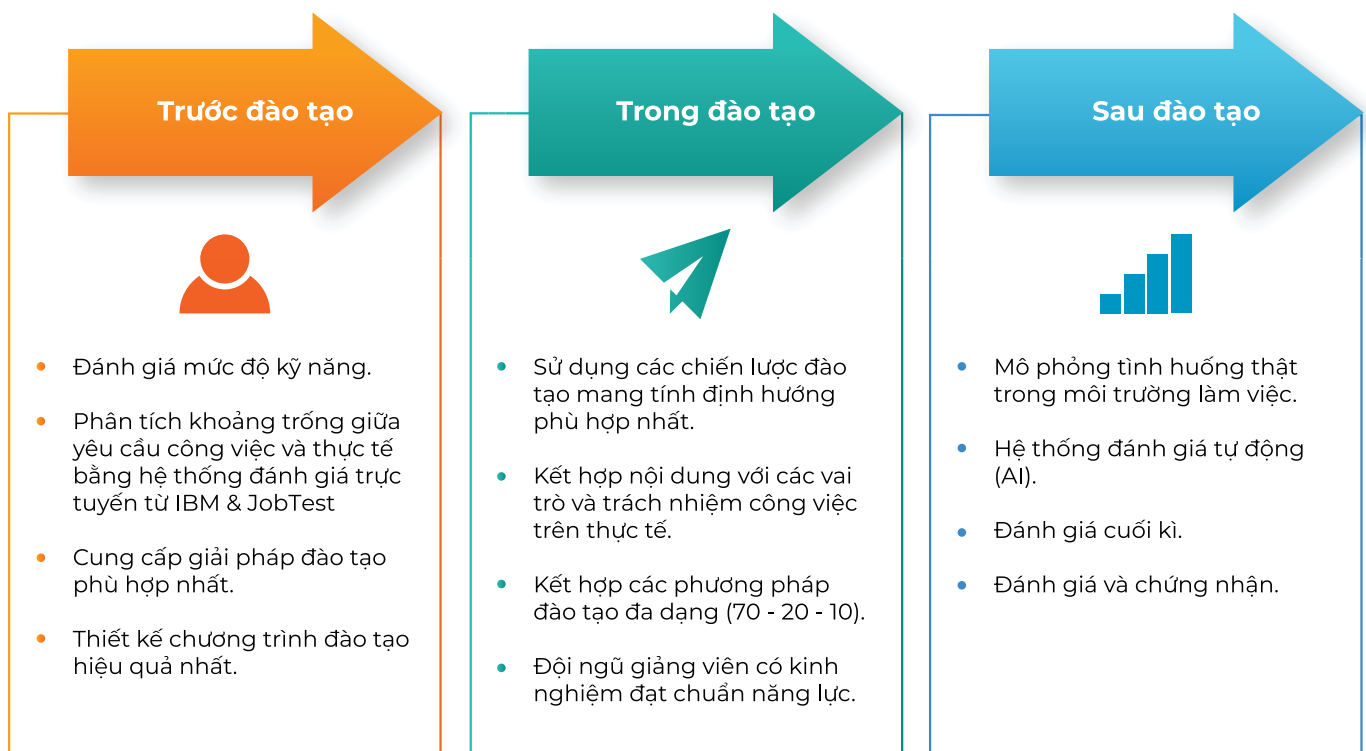 Trước đào tạo
Đánh giá mức độ kỹ năng.
Phân tích khoảng trống giữa
yêu cầu công việc và thực tế
bằng hệ thống đánh giá trực
tuyến từ IBM & JobTest
Cung cấp giải pháp đào tạo
phù hợp nhất.
Thiết kế chương trình đào tạo
hiệu quả nhất.
Trong đào tạo
Sử dụng các chiến lược đào
tạo mang tính định hướng
phù hợp nhất.
Kết hợp nội dung với các vai
trò và trách nhiệm công việc
trên thực tế.
Kết hợp các phương pháp
đào tạo đa dạng (70 - 20 - 10).
Đội ngũ giảng viên có kinh
nghiệm đạt chuẩn năng lực.
Sau đào tạo
Mô phỏng tình huống thật
trong môi trường làm việc.
Hệ thống đánh giá tự động
(AI).
Đánh giá cuối kì.
Đánh giá và chứng nhận.